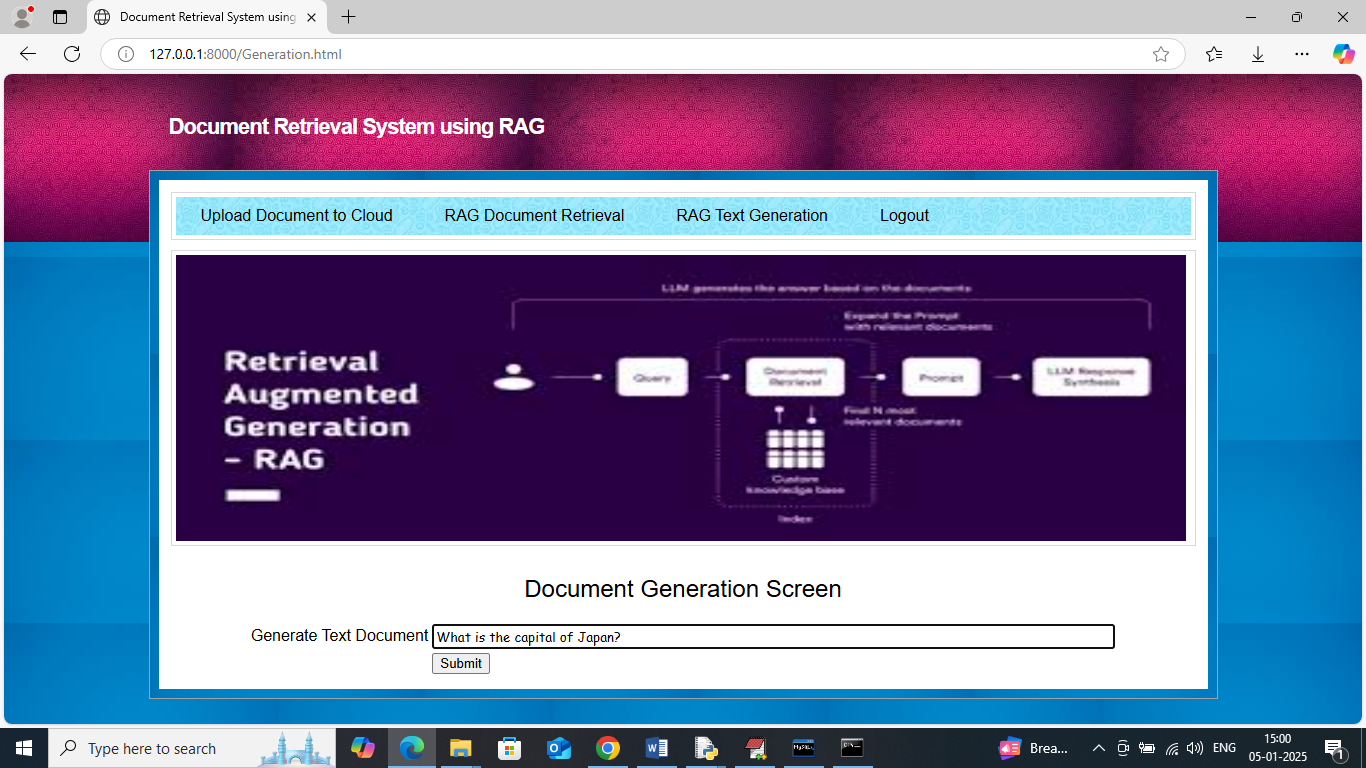 Document Retrieval System using
127.0.0.1:8000/Generation.html
Document Retrieval System using RAG
Upload Document to Cloud RAG Document Retrieval RAG Text Generation Logout
LLM generates the answer based on the documents
Expand the Prompt
with relevant documents
Retrieval
Augmented
Generation
– RAG
Query
Document
Retrieval
Prompt
LLM Response
Synthesis
Find N most
relevant documents
Custom
knowledge base
Index
Document Generation Screen
Generate Text Document What is the capital of Japan?
Submit
Type here to search
Brea...
ENG
15:00
05-01-2025
1